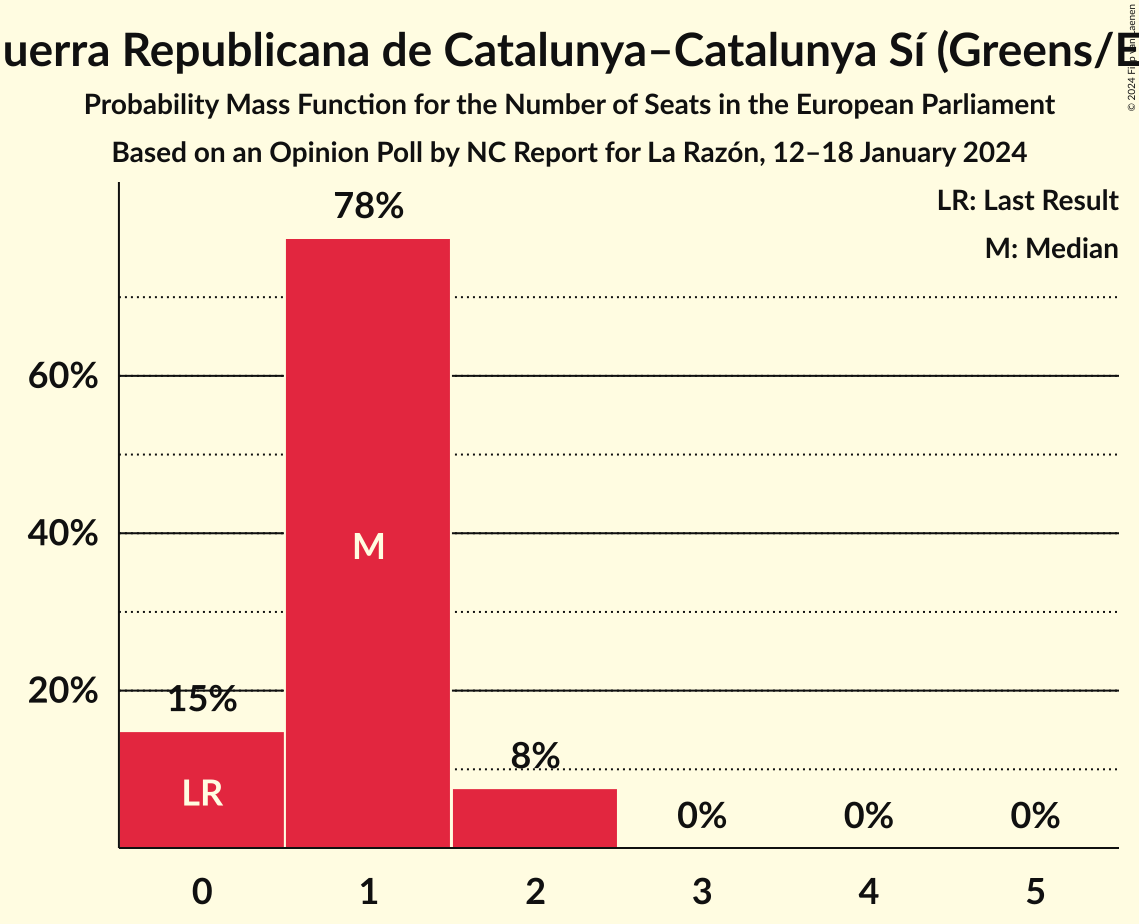 uerra Republicana de Catalunya–Catalunya Sí (Greens/E
Probability Mass Function for the Number of Seats in the European Parliament
Based on an Opinion Poll by NC Report for La Razón, 12–18 January 2024
LR: Last Result
M: Median
78%
60%
M
40%
20%
15%
LR
8%
0%
0%
0%
0
1
2
3
4
5